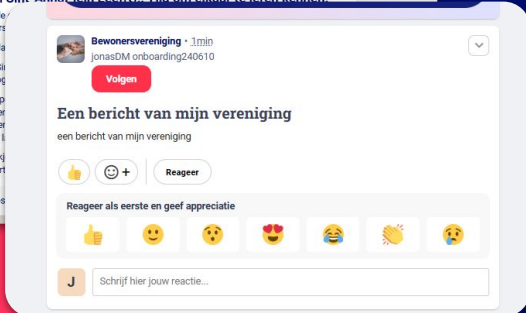 Bewonersvereniging • 1min
jonasDM onboarding240610
Volgen
Een bericht van mijn vereniging
een bericht van mijn vereniging
Reageer
Reageer als eerste en geef appreciatie
J
Schrijf hier jouw reactie...